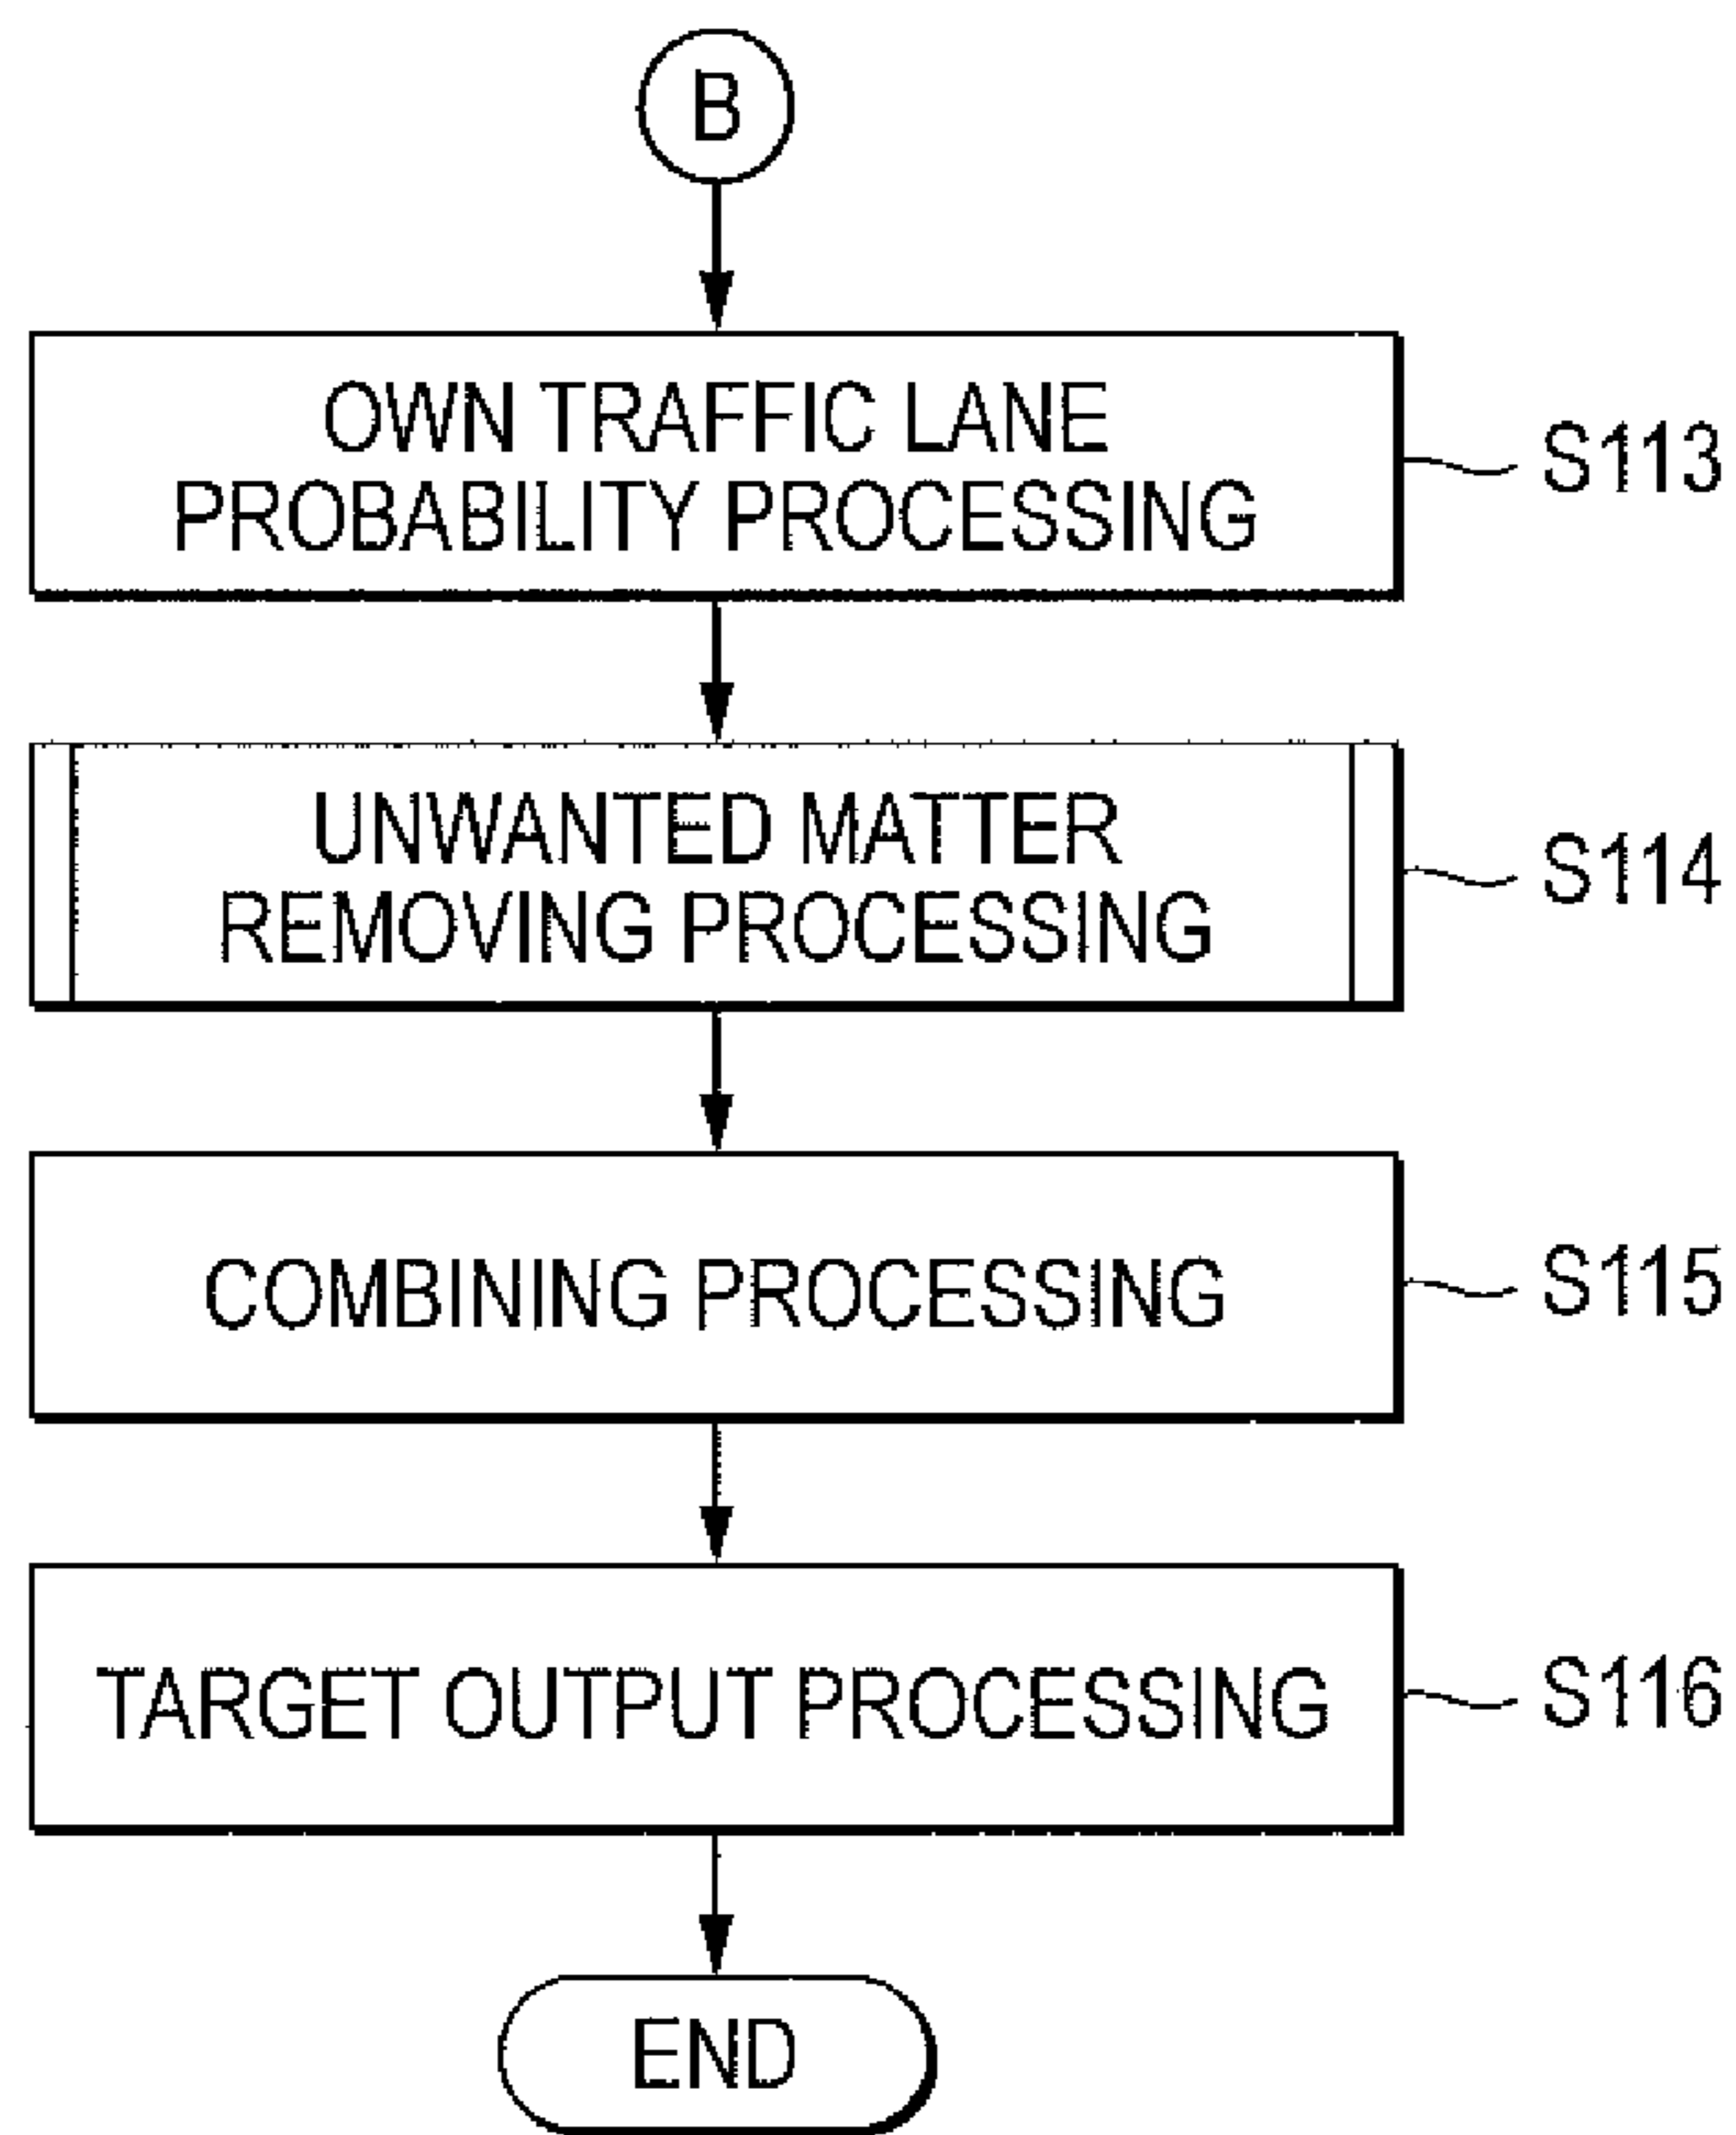 B
OWN TRAFFIC LANE
PROBABILITY PROCESSING
S113
UNWANTED MATTER
REMOVING PROCESSING
S114
COMBINING PROCESSING
S115
TARGET OUTPUT PROCESSING
S116
END